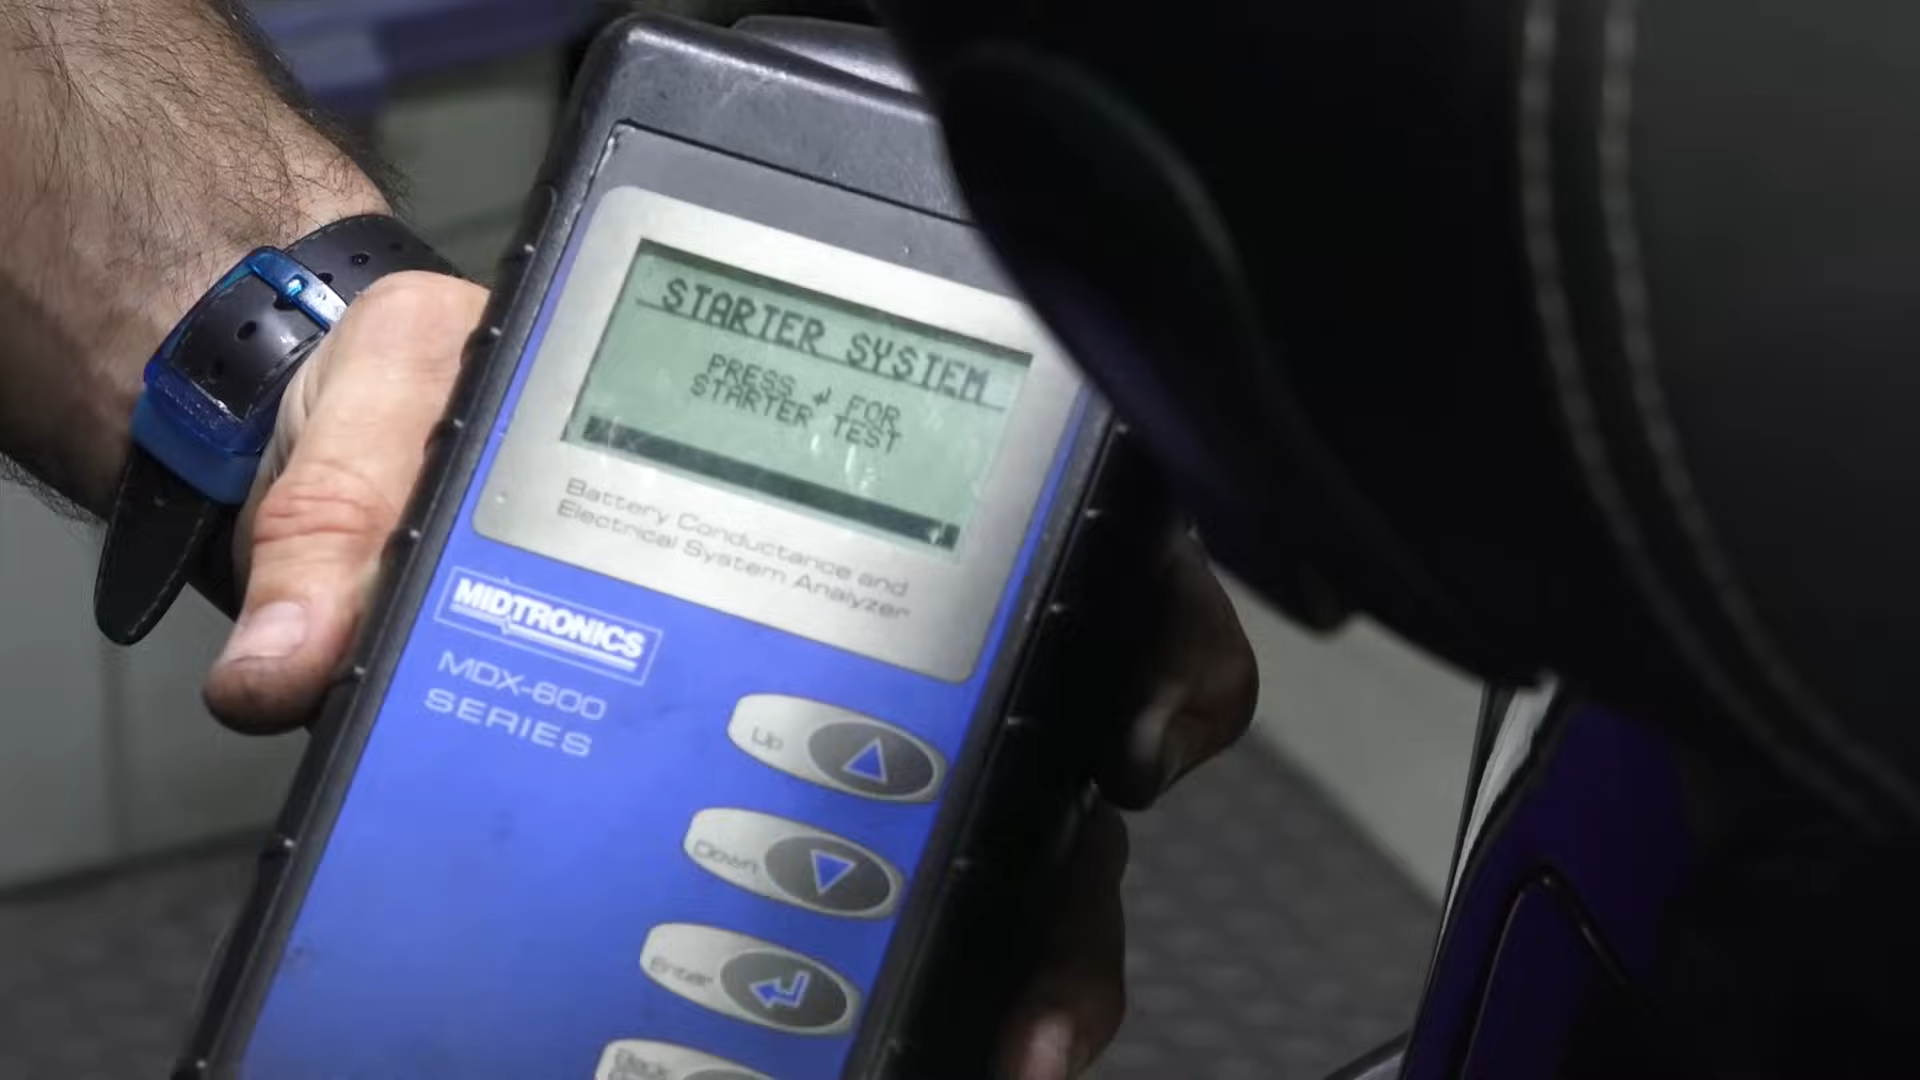 STARTER SYSTEM
PRESS ↵ FOR
STARTER TEST
Battery Conductance and
Electrical System Analyzer
MIDTRONICS
MDX-600
SERIES
Up
Down
Enter
Back